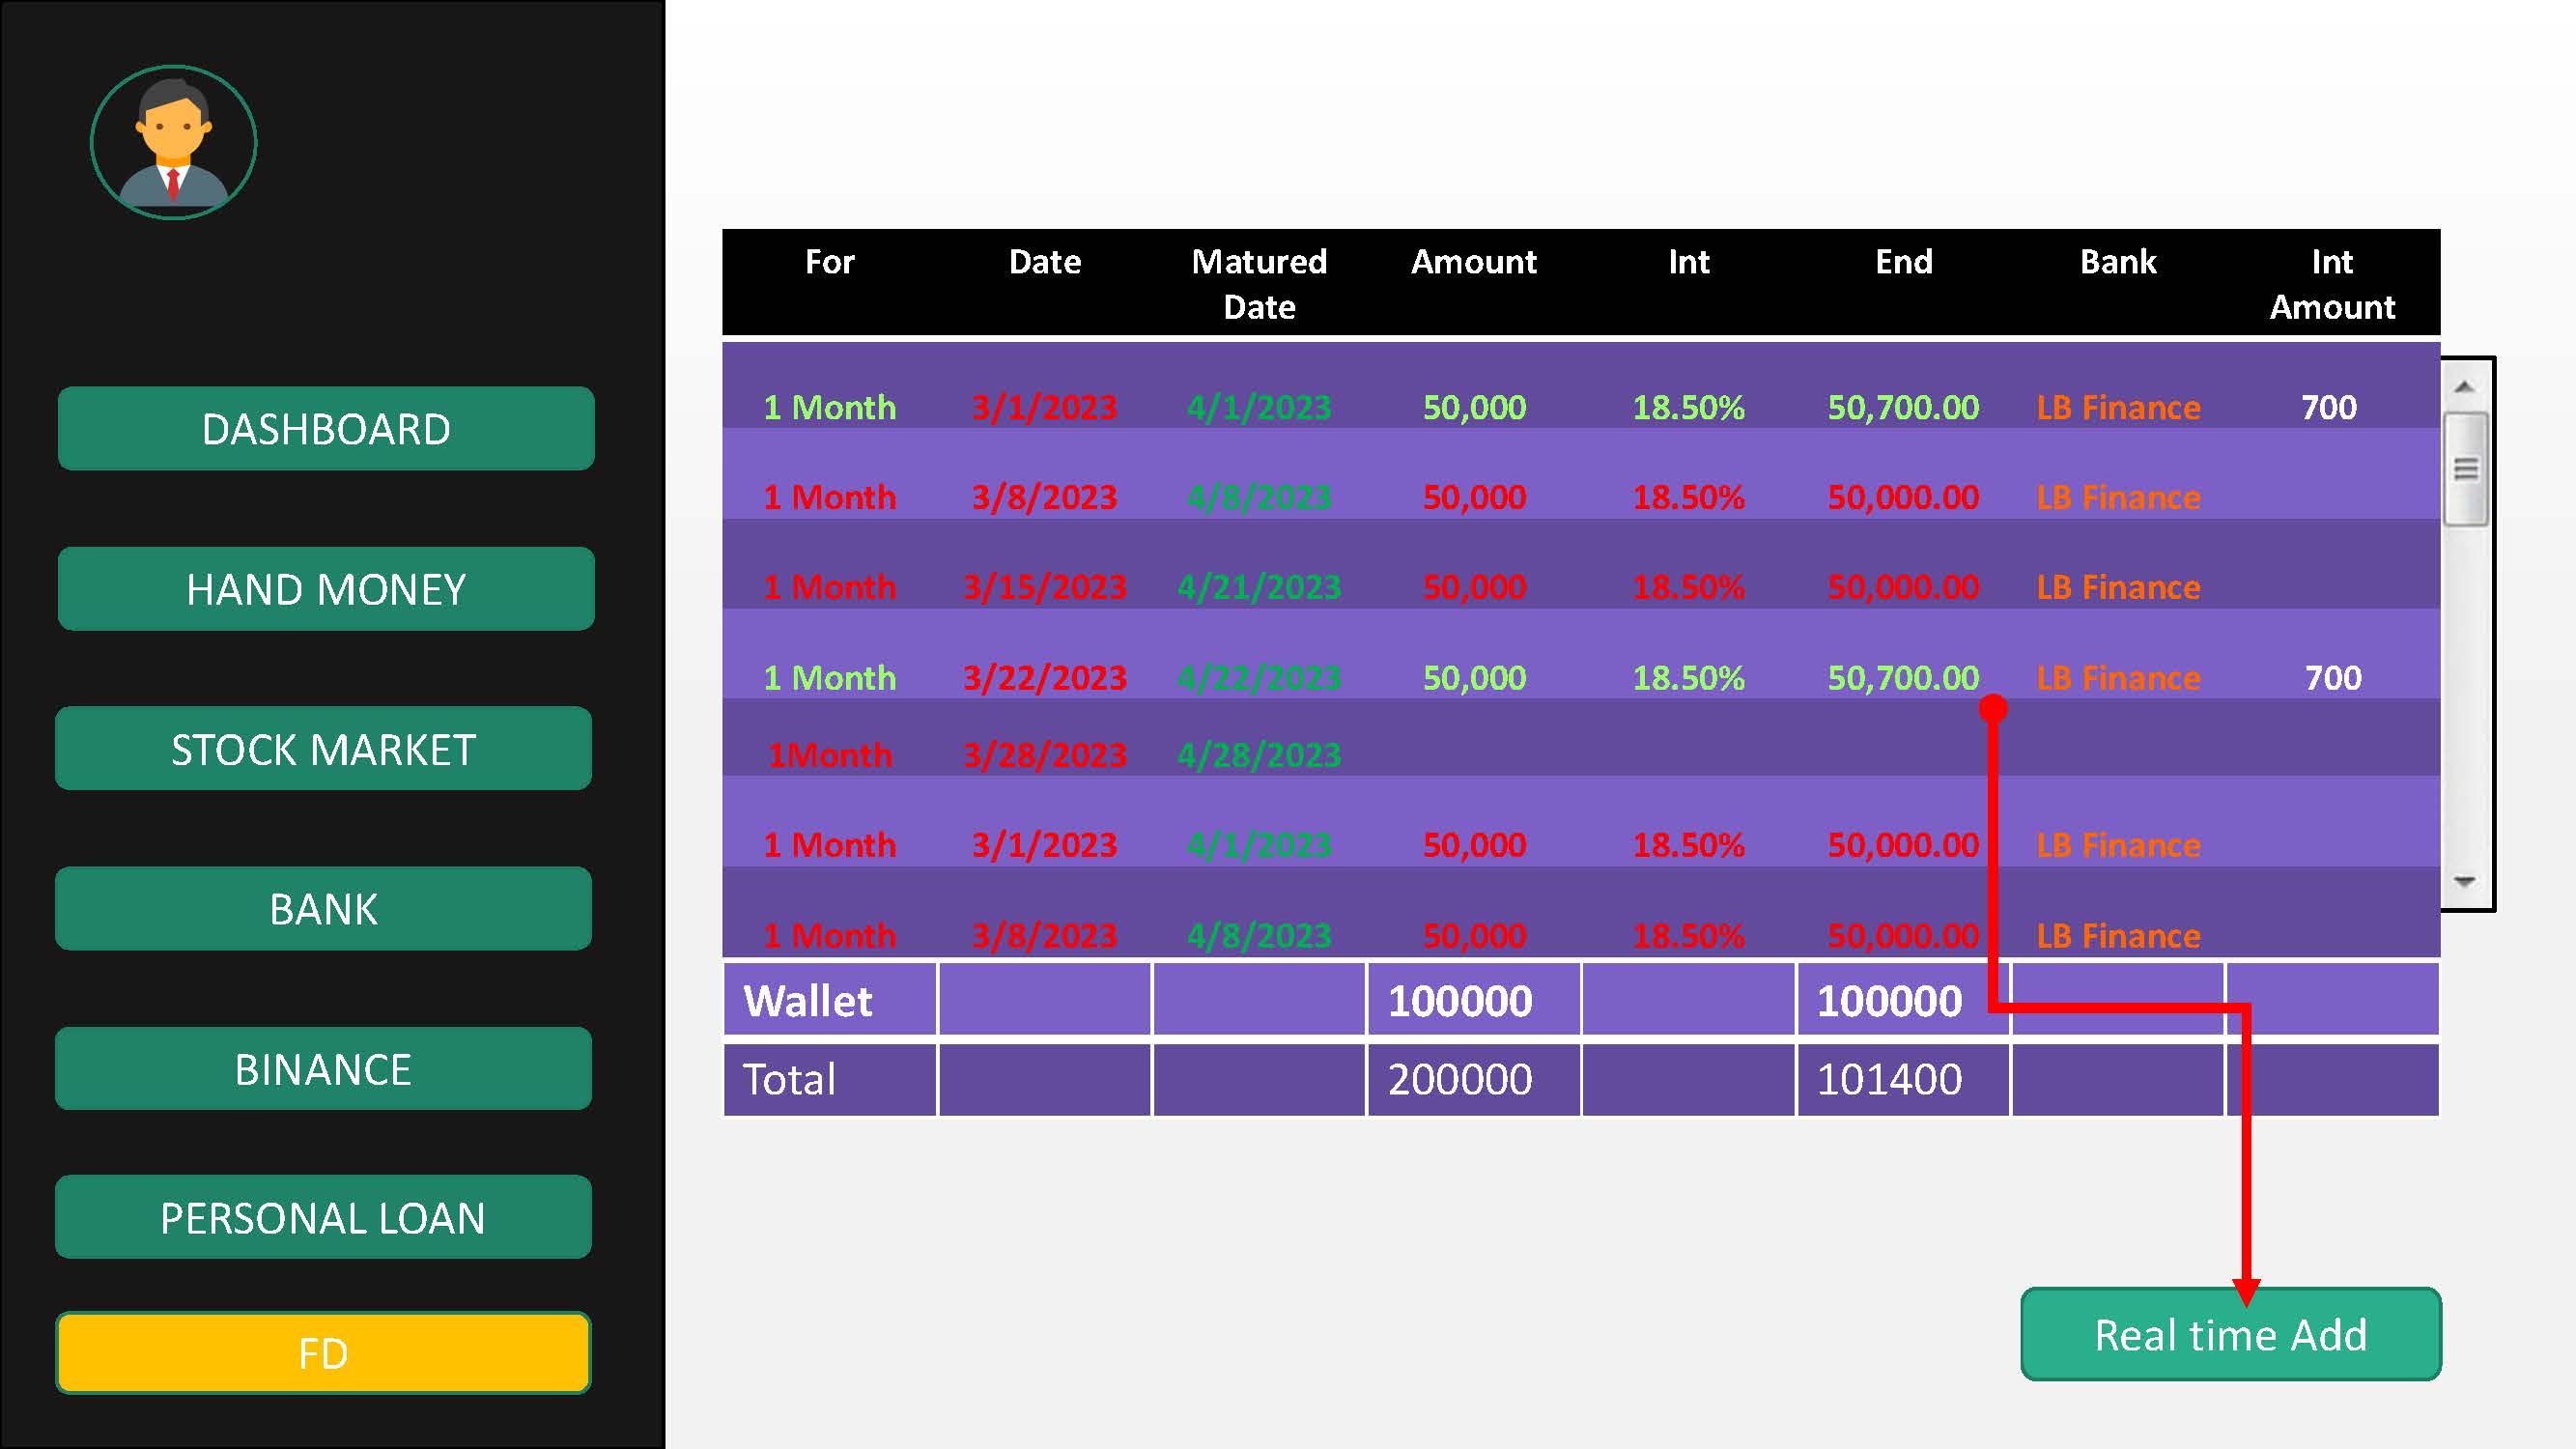 DASHBOARD
HAND MONEY
STOCK MARKET
BANK
BINANCE
PERSONAL LOAN
FD
For Date Matured Date Amount Int End Bank Int Amount
1 Month 3/1/2023 4/1/2023 50,000 18.50% 50,700.00 LB Finance 700
1 Month 3/8/2023 4/8/2023 50,000 18.50% 50,000.00 LB Finance
1 Month 3/15/2023 4/21/2023 50,000 18.50% 50,000.00 LB Finance
1 Month 3/22/2023 4/22/2023 50,000 18.50% 50,700.00 LB Finance 700
1Month 3/28/2023 4/28/2023
1 Month 3/1/2023 4/1/2023 50,000 18.50% 50,000.00 LB Finance
1 Month 3/8/2023 4/8/2023 50,000 18.50% 50,000.00 LB Finance
Wallet 100000 100000
Total 200000 101400
Real time Add